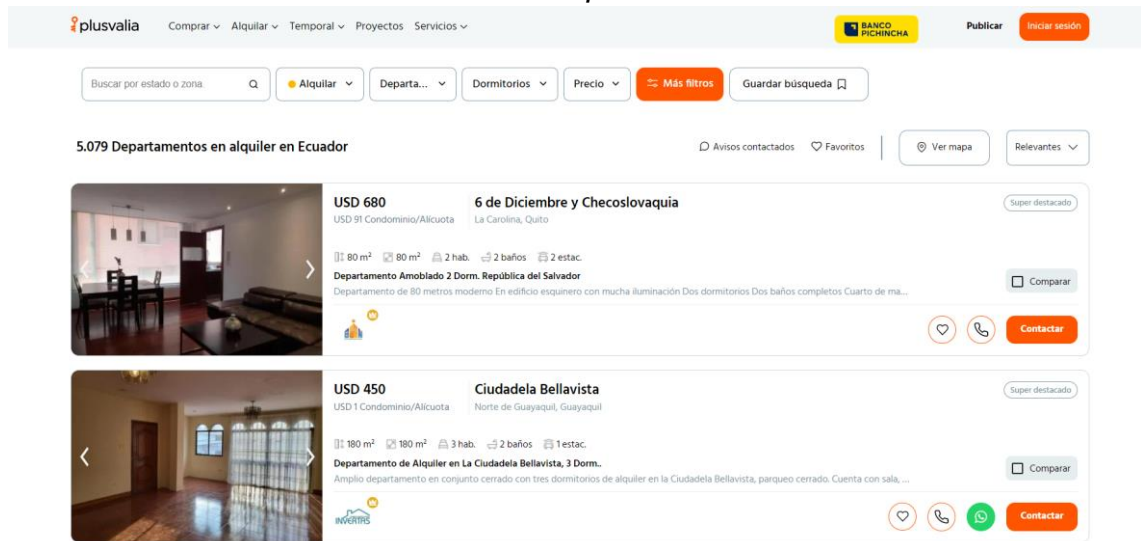 plusvalia Comprar Alquilar Temporal Proyectos Servicios BANCO PICHINCHA Publicar Iniciar sesión
Buscar por estado o zona Alquilar Departa... Dormitorios Precio Más filtros Guardar búsqueda
5.079 Departamentos en alquiler en Ecuador Avisos contactados Favoritos Ver mapa Relevantes
USD 680 6 de Diciembre y Checoslovaquia Super destacado
USD 91 Condominio/Alícuota La Carolina, Quito
80 m² 80 m² 2 hab. 2 baños 2 estac.
Departamento Amoblado 2 Dorm. República del Salvador
Departamento de 80 metros moderno En edificio esquinero con mucha iluminación Dos dormitorios Dos baños completos Cuarto de ma...
Comparar
Contactar
USD 450 Ciudadela Bellavista Super destacado
USD 1 Condominio/Alícuota Norte de Guayaquil, Guayaquil
180 m² 180 m² 3 hab. 2 baños 1 estac.
Departamento de Alquiler en La Ciudadela Bellavista, 3 Dorm..
Amplio departamento en conjunto cerrado con tres dormitorios de alquiler en la Ciudadela Bellavista, parqueo cerrado. Cuenta con sala, ...
Comparar
INVERTRIS Contactar